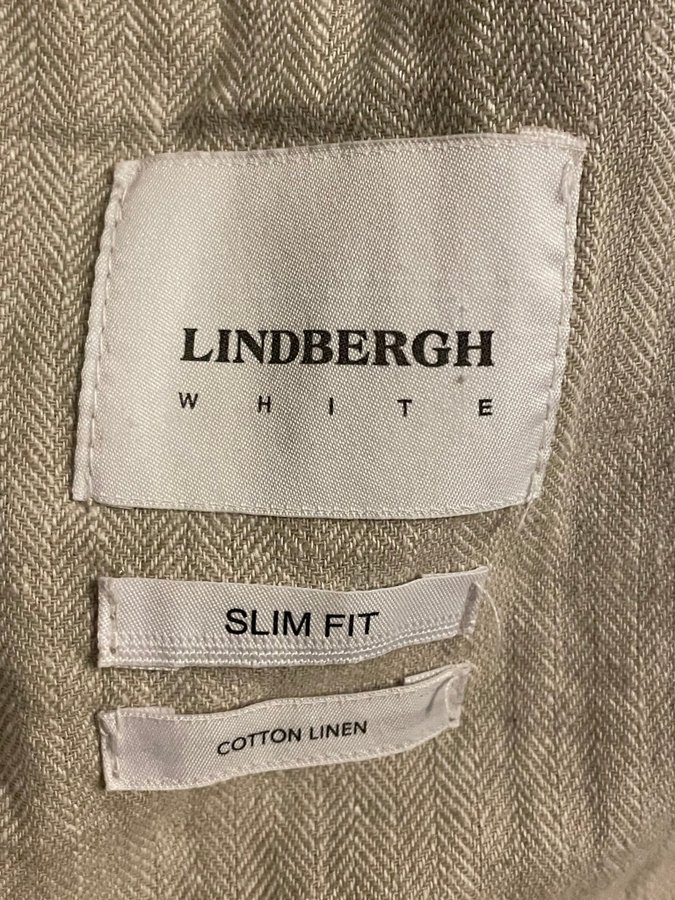 LINDBERGH
WHITE
SLIM FIT
COTTON LINEN